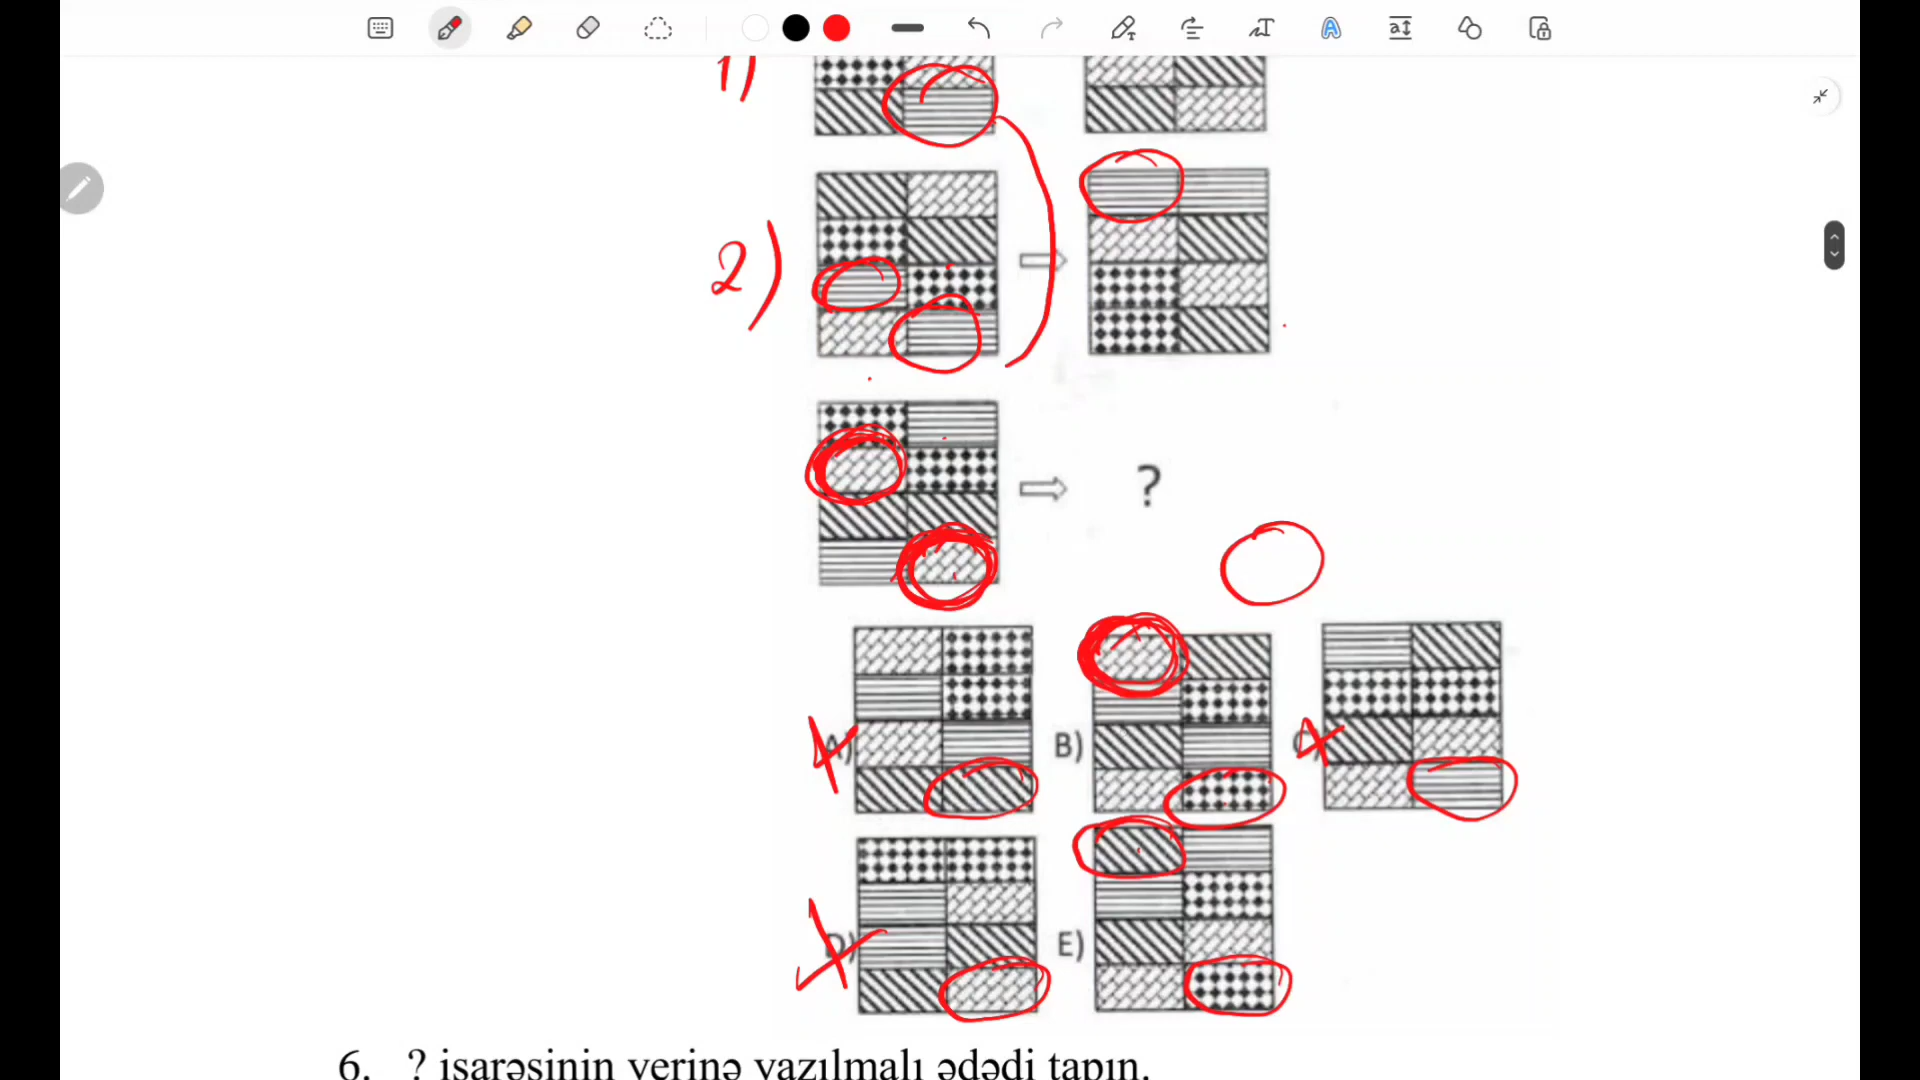 1)
2)
?
A) B) C)
D) E)
6. ? işarəsinin yerinə yazılmalı ədədi tapın.